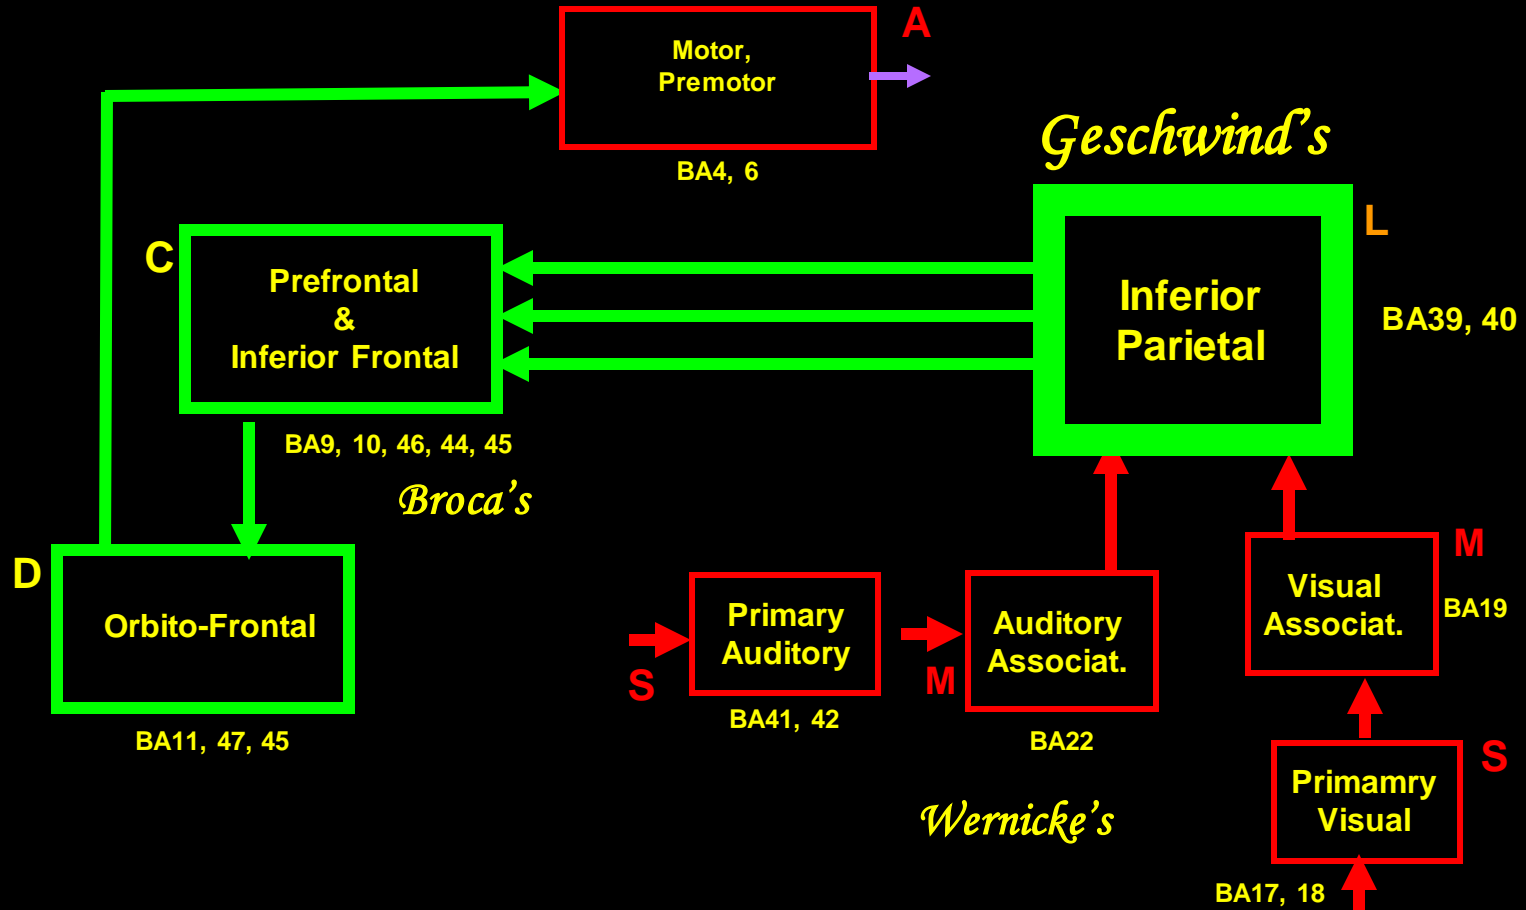 A
Motor,
Premotor
BA4, 6
Geschwind's
L
Inferior
Parietal
BA39, 40
C
Prefrontal
&
Inferior Frontal
BA9, 10, 46, 44, 45
Broca's
D
Orbito-Frontal
BA11, 47, 45
S
Primary
Auditory
BA41, 42
M
Auditory
Associat.
BA22
Wernicke's
M
Visual
Associat.
BA19
S
Primamry
Visual
BA17, 18